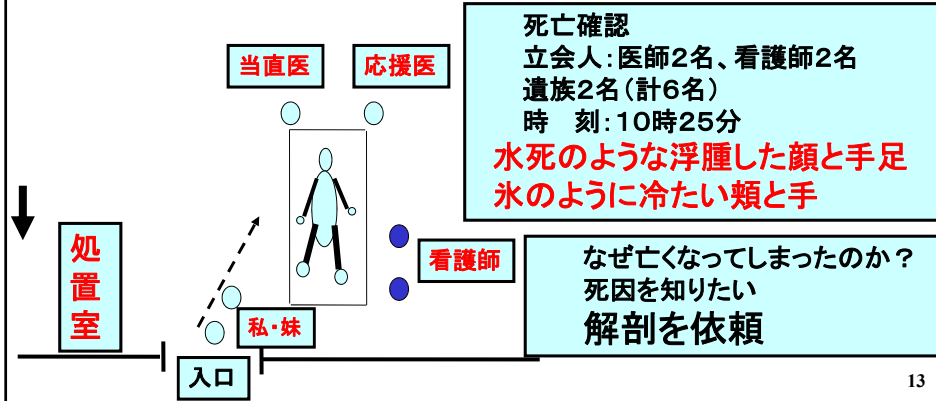 当直医
応援医
死亡確認
立会人：医師２名、看護師２名
遺族２名（計６名）
時　刻：１０時２５分
水死のような浮腫した顔と手足
氷のように冷たい頬と手
処置室
看護師
私・妹
入口
なぜ亡くなってしまったのか？
死因を知りたい
解剖を依頼
13